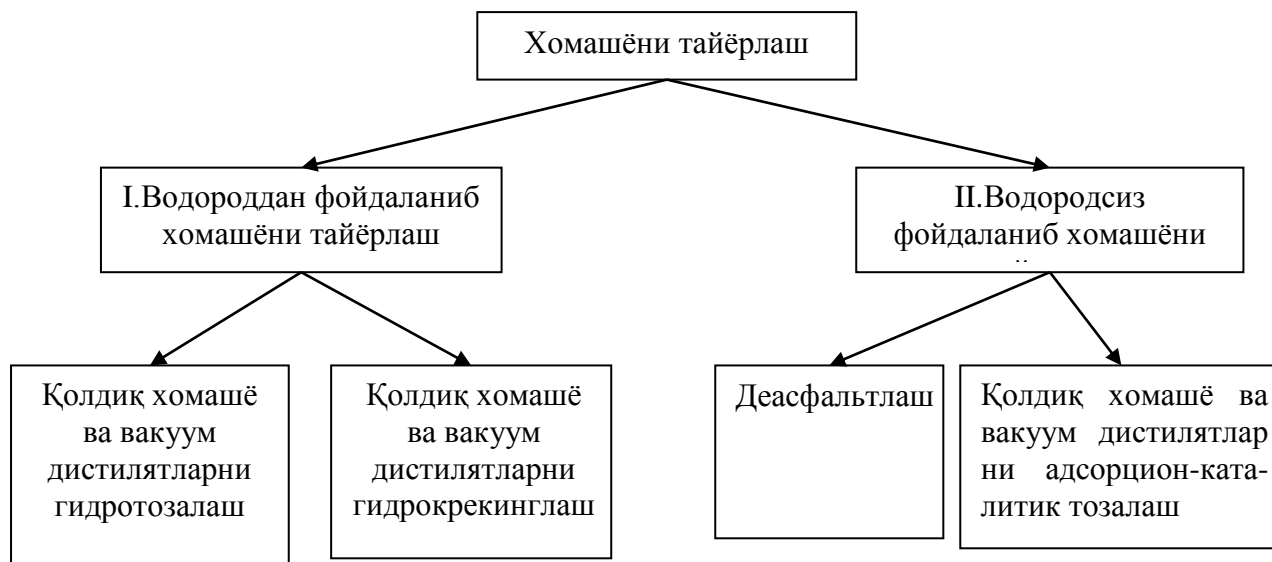 Хомашёни тайёрлаш
I.Водороддан фойдаланиб
хомашёни тайёрлаш
II.Водородсиз
фойдаланиб хомашёни
Қолдиқ хомашё
ва вакуум
дистилятларни
гидротозалаш
Қолдиқ хомашё
ва вакуум
дистилятларни
гидрокрекинглаш
Деасфальтлаш
Қолдиқ хомашё ва
вакуум дистилятлар
ни адсорцион-ката-
литик тозалаш